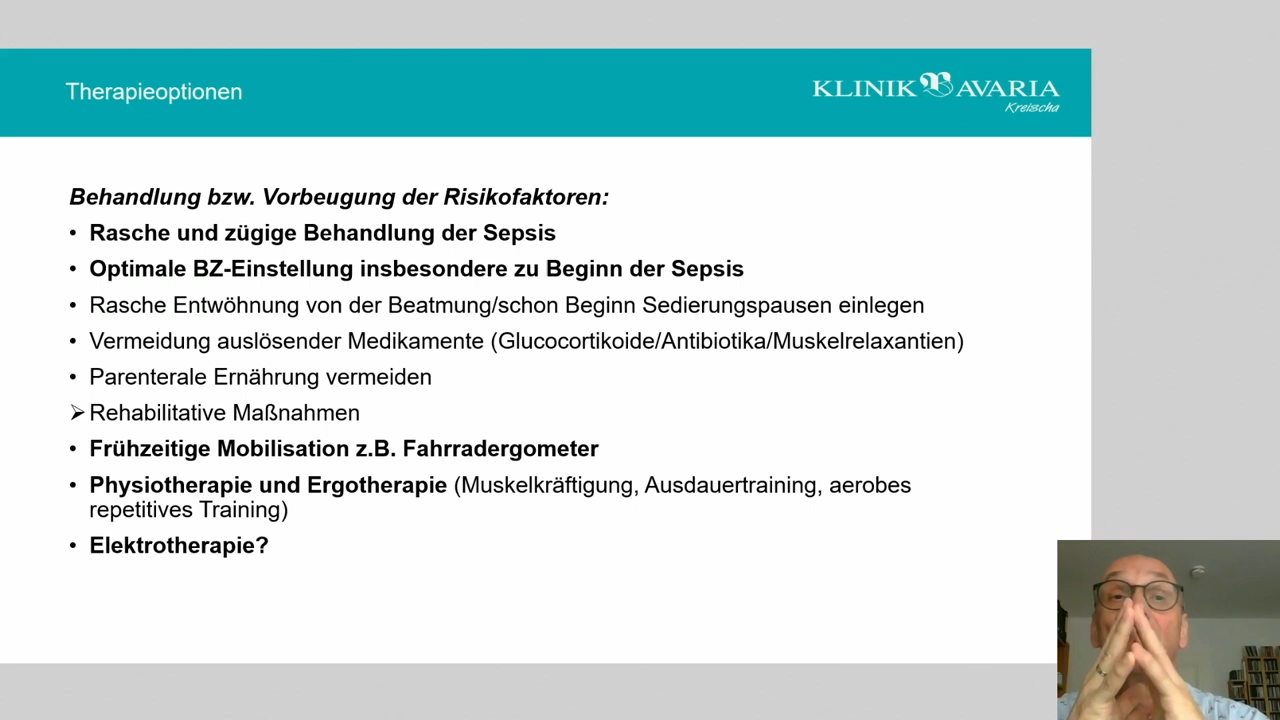 Therapieoptionen
KLINIK BAVARIA
Kreischa
Behandlung bzw. Vorbeugung der Risikofaktoren:
• Rasche und zügige Behandlung der Sepsis
• Optimale BZ-Einstellung insbesondere zu Beginn der Sepsis
• Rasche Entwöhnung von der Beatmung/schon Beginn Sedierungspausen einlegen
• Vermeidung auslösender Medikamente (Glucocortikoide/Antibiotika/Muskelrelaxantien)
• Parenterale Ernährung vermeiden
➢ Rehabilitative Maßnahmen
• Frühzeitige Mobilisation z.B. Fahrradergometer
• Physiotherapie und Ergotherapie (Muskelkräftigung, Ausdauertraining, aerobes
repetitives Training)
• Elektrotherapie?